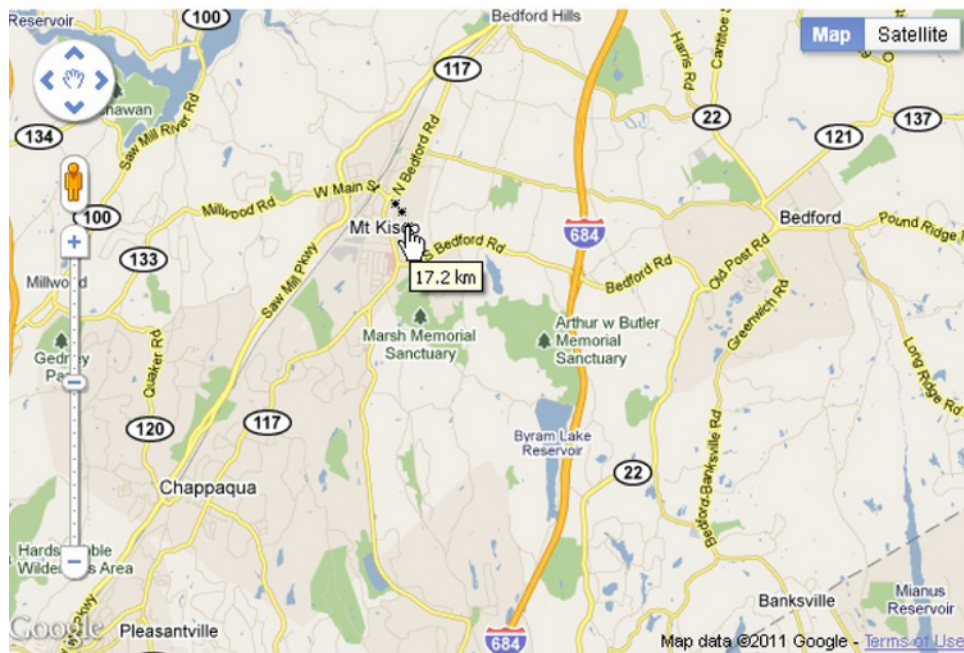 Reservoir
100
Bedford Hills
Map
Satellite
117
Harris Rd
Cantitoe S
134
Saw Mill River Rd
22
137
121
N Bedford Rd
W Main S
100
Millwood Rd
Mt Kisco
684
Bedford
Pound Ridge R
S Bedford Rd
133
17.2 km
Bedford Rd
Old Post Rd
Millwood
Saw Mill Pkwy
Greenwich Rd
Marsh Memorial
Sanctuary
Arthur w Butler
Memorial
Sanctuary
Quaker Rd
Long Ridge Rd
120
117
Byram Lake
Reservoir
Bedford-Banksville Rd
22
Chappaqua
Banksville
Mianus
Reservoir
Google
Pleasantville
684
Map data ©2011 Google - Terms of Use